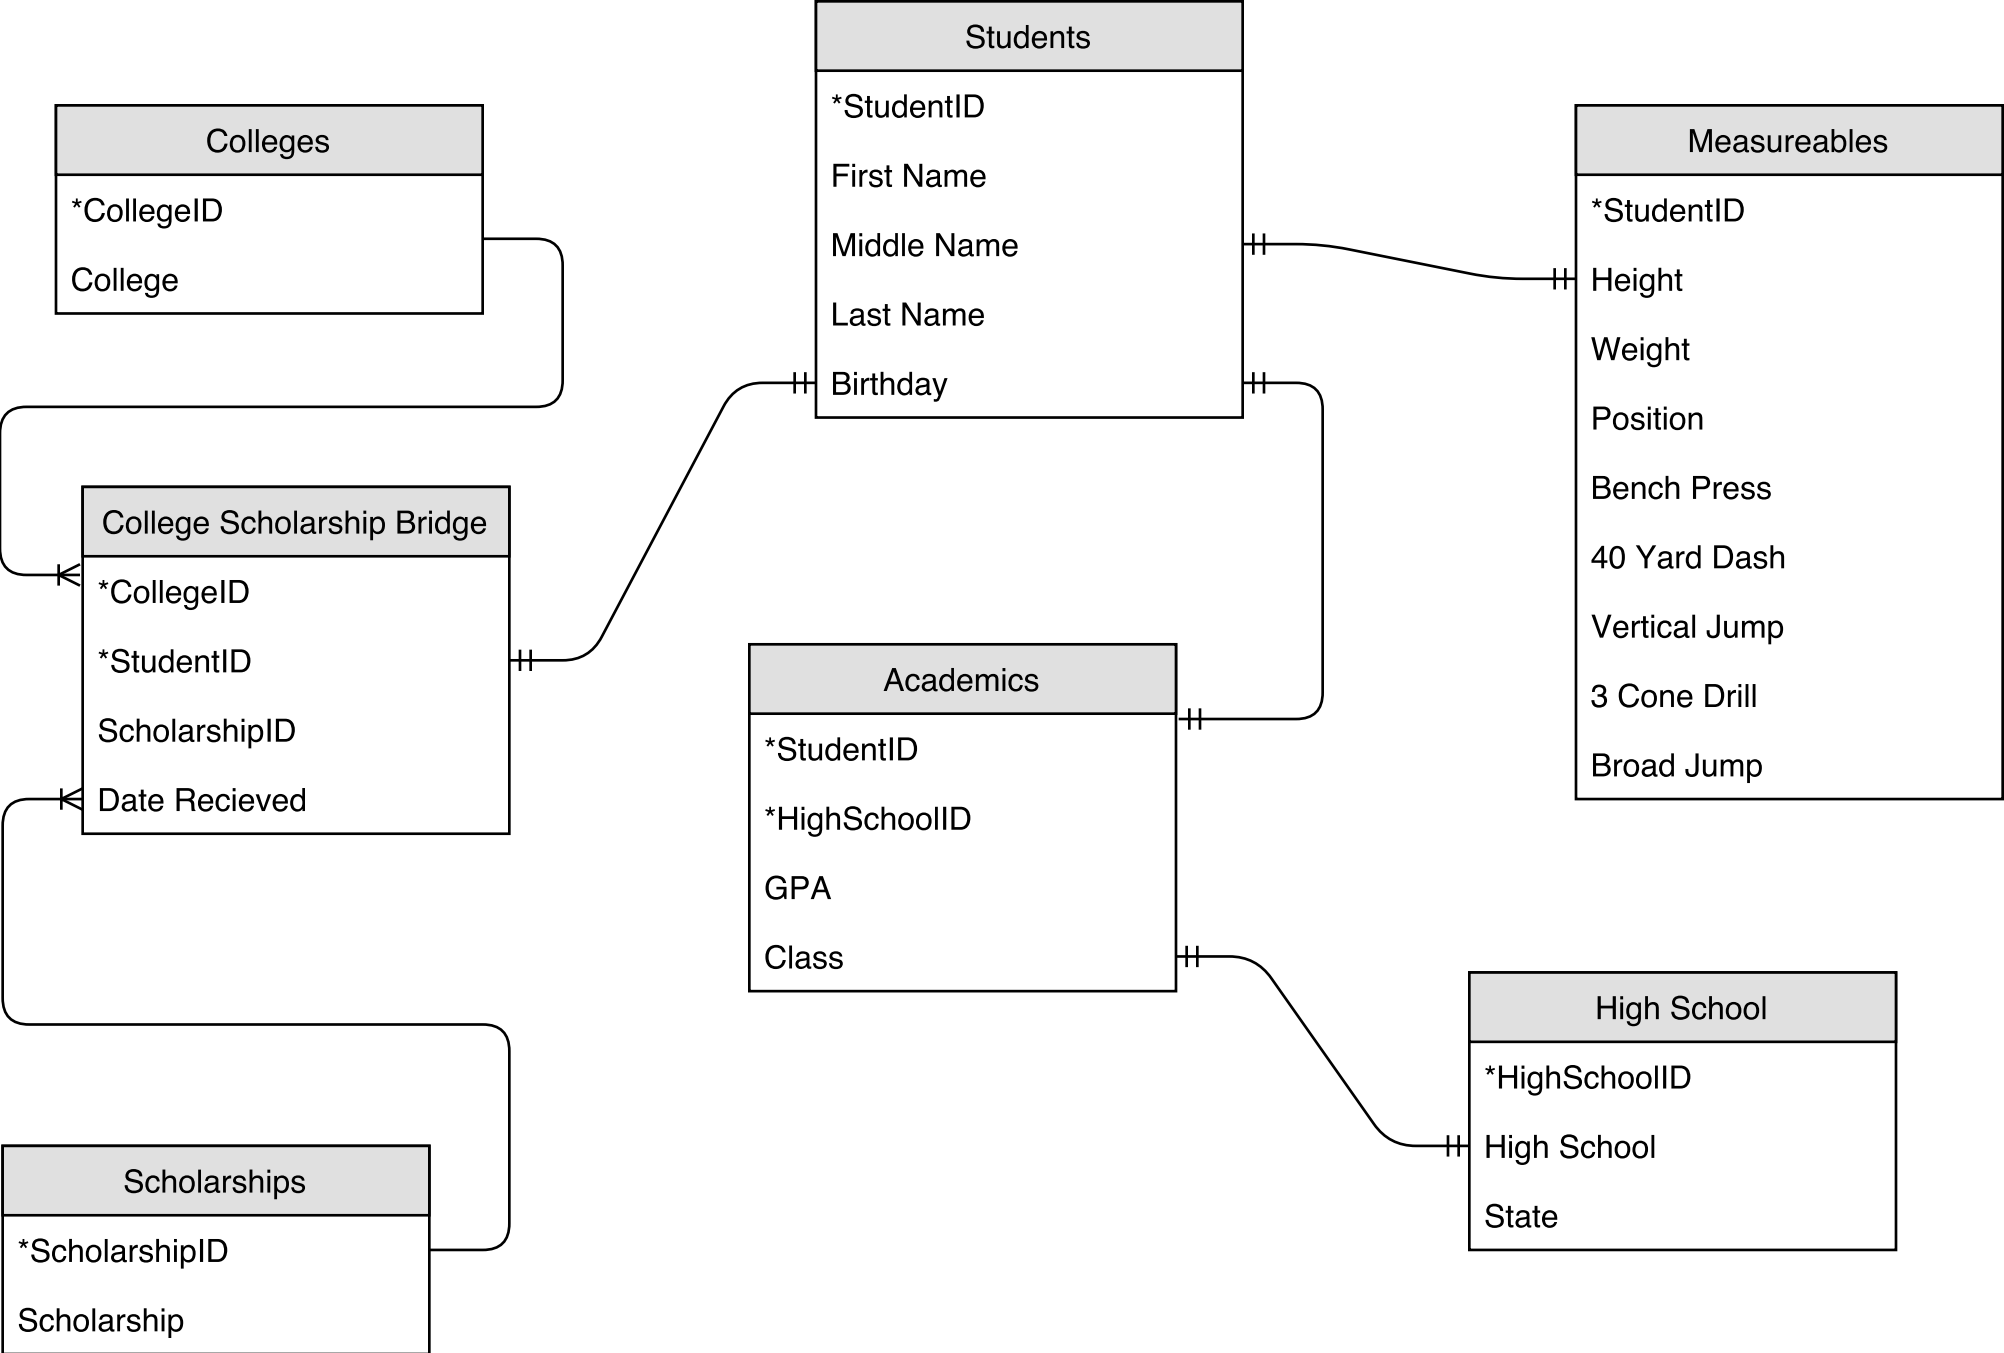 Students
*StudentID
First Name
Middle Name
Last Name
Birthday
Colleges
*CollegeID
College
Measureables
*StudentID
Height
Weight
Position
Bench Press
40 Yard Dash
Vertical Jump
3 Cone Drill
Broad Jump
College Scholarship Bridge
*CollegeID
*StudentID
ScholarshipID
Date Recieved
Academics
*StudentID
*HighSchoolID
GPA
Class
High School
*HighSchoolID
High School
State
Scholarships
*ScholarshipID
Scholarship